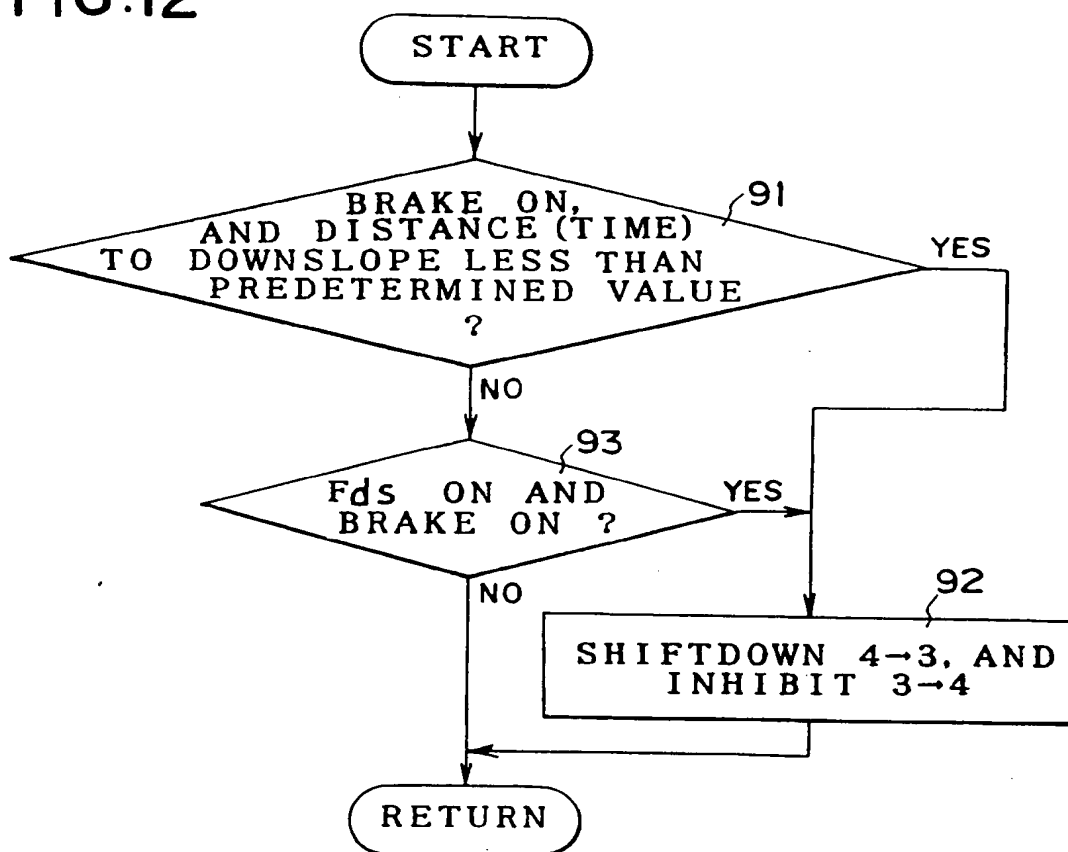 FIG.12
START
BRAKE ON,
AND DISTANCE (TIME)
TO DOWNSLOPE LESS THAN
PREDETERMINED VALUE
?
91
YES
NO
93
Fds ON AND
BRAKE ON ?
YES
NO
92
SHIFTDOWN 4→3, AND
INHIBIT 3→4
RETURN